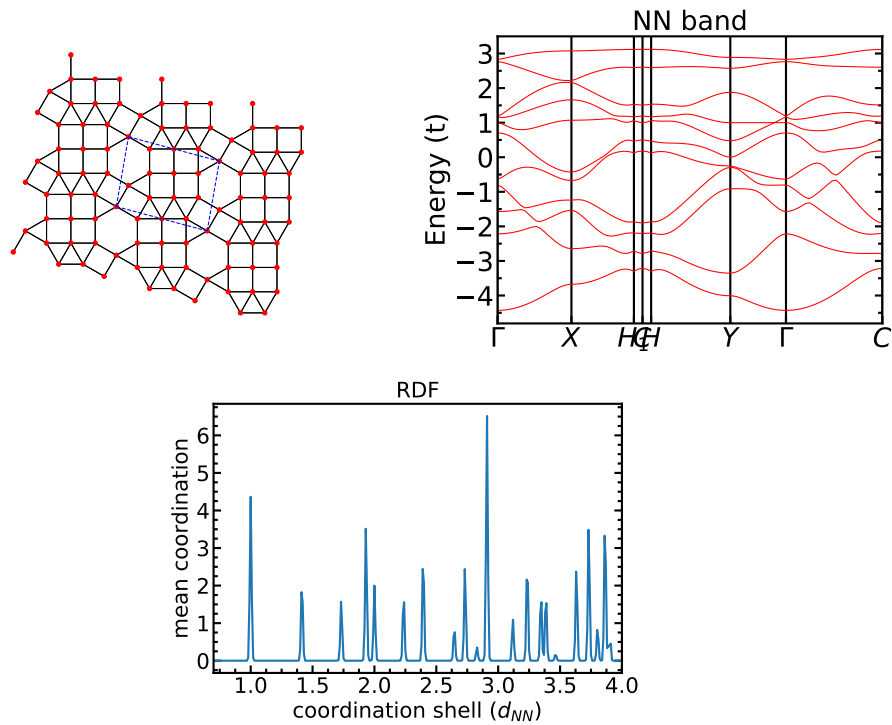 NN band
Energy (t)
3
2
1
0
−1
−2
−3
−4
Γ X H C I H Y Γ C
RDF
mean coordination
6
5
4
3
2
1
0
1.0 1.5 2.0 2.5 3.0 3.5 4.0
coordination shell (d_NN)